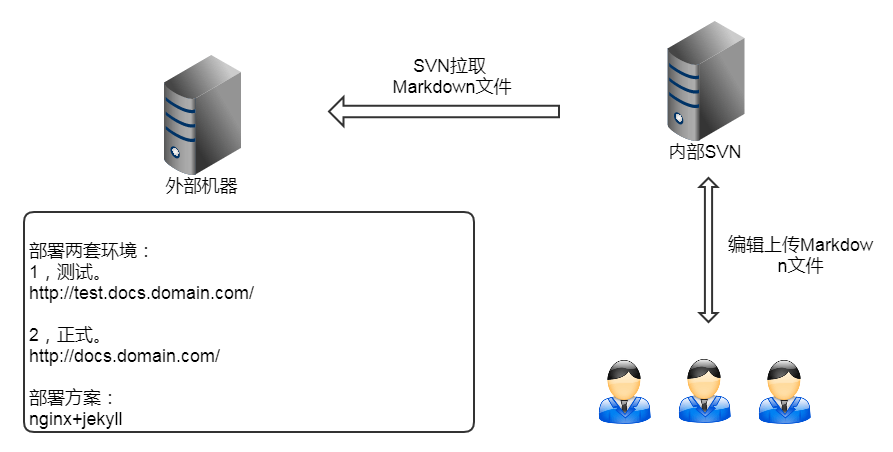 SVN拉取
Markdown文件
外部机器
内部SVN
部署两套环境：
1，测试。
http://test.docs.domain.com/
2，正式。
http://docs.domain.com/
部署方案：
nginx+jekyll
编辑上传Markdow
n文件